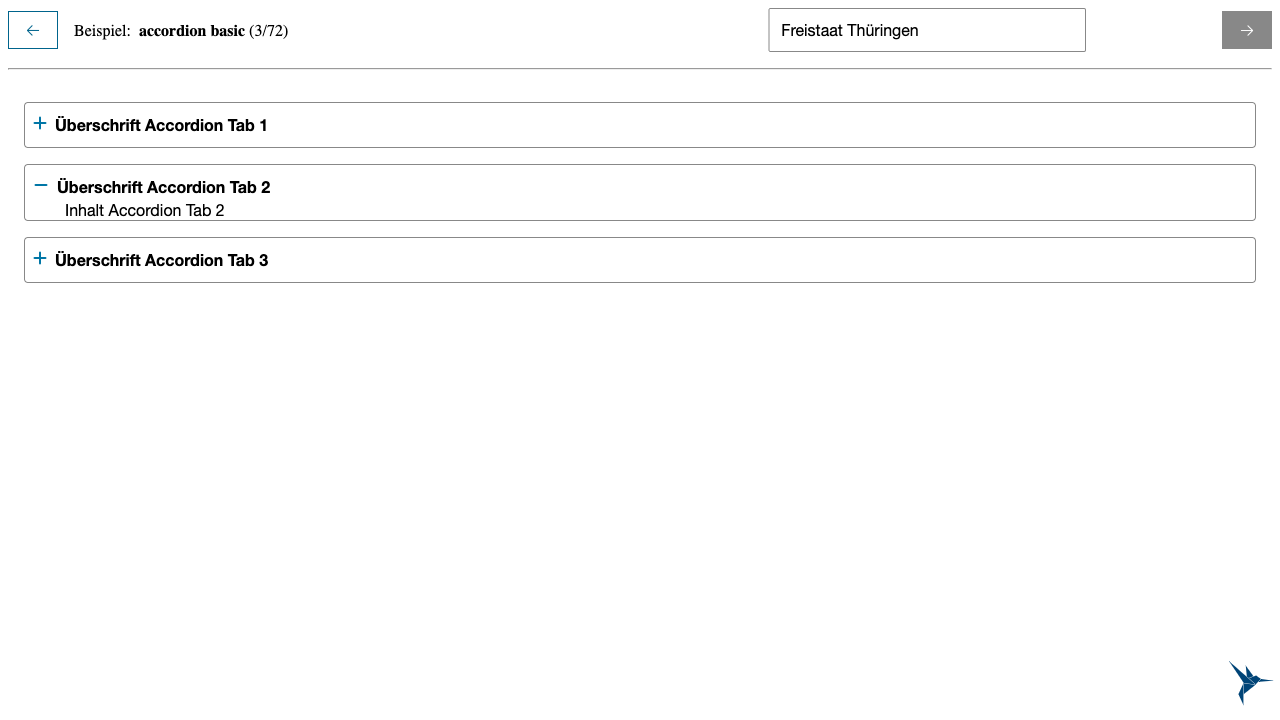 Beispiel: accordion basic (3/72)
Freistaat Thüringen
Überschrift Accordion Tab 1
Überschrift Accordion Tab 2
Inhalt Accordion Tab 2
Überschrift Accordion Tab 3